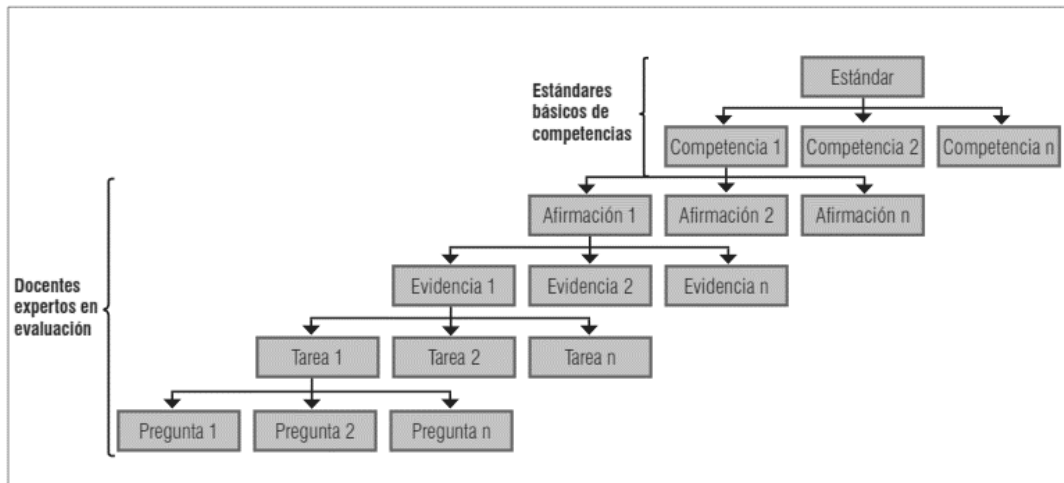 Estándares
básicos de
competencias
Estándar
Competencia 1
Competencia 2
Competencia n
Afirmación 1
Afirmación 2
Afirmación n
Docentes
expertos en
evaluación
Evidencia 1
Evidencia 2
Evidencia n
Tarea 1
Tarea 2
Tarea n
Pregunta 1
Pregunta 2
Pregunta n